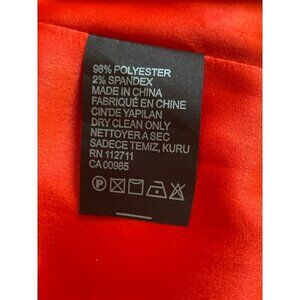 98% POLYESTER
2% SPANDEX
MADE IN CHINA
FABRIQUÉ EN CHINE
CIN'DE YAPILAN
DRY CLEAN ONLY
NETTOYER A SEC
SADECE TEMIZ, KURU
RN 112711
CA 00985
P